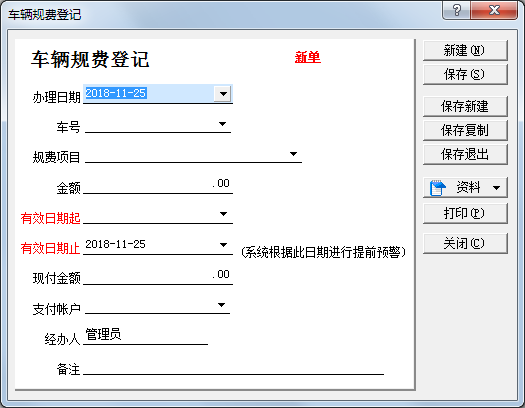 车辆规费登记
车辆规费登记
新单
办理日期 2018-11-25
车号
规费项目
金额 .00
有效日期起
有效日期止 2018-11-25 (系统根据此日期进行提前预警)
现付金额 .00
支付帐户
经办人 管理员
备注
新建(N)
保存(S)
保存新建
保存复制
保存退出
资料
打印(P)
关闭(C)